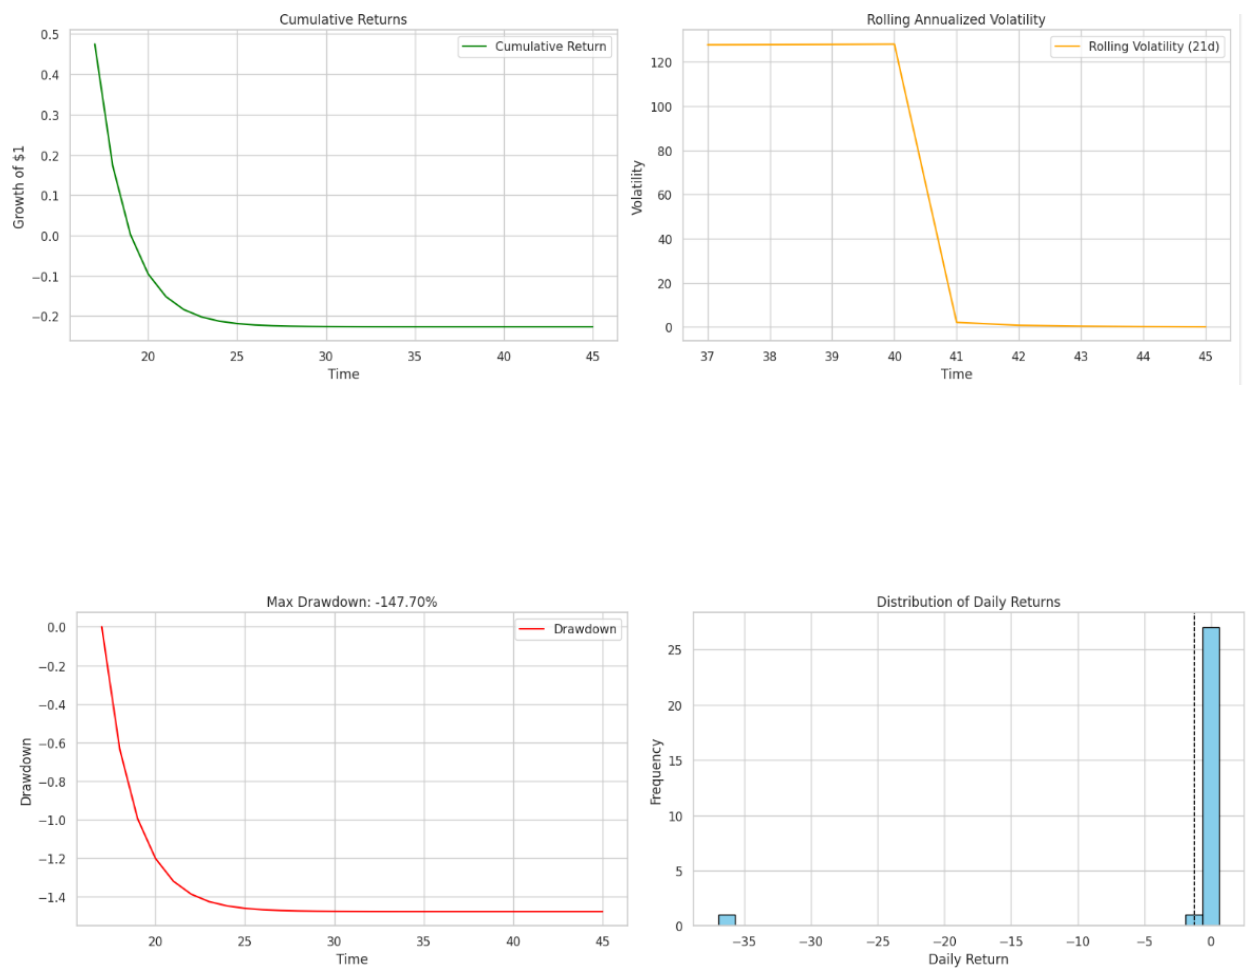 Cumulative Returns
Cumulative Return
Growth of $1
0.5
0.4
0.3
0.2
0.1
0.0
−0.1
−0.2
20 25 30 35 40 45
Time
Rolling Annualized Volatility
Rolling Volatility (21d)
Volatility
120
100
80
60
40
20
0
37 38 39 40 41 42 43 44 45
Time
Max Drawdown: -147.70%
Drawdown
Drawdown
0.0
−0.2
−0.4
−0.6
−0.8
−1.0
−1.2
−1.4
20 25 30 35 40 45
Time
Distribution of Daily Returns
Frequency
25
20
15
10
5
0
−35 −30 −25 −20 −15 −10 −5 0
Daily Return